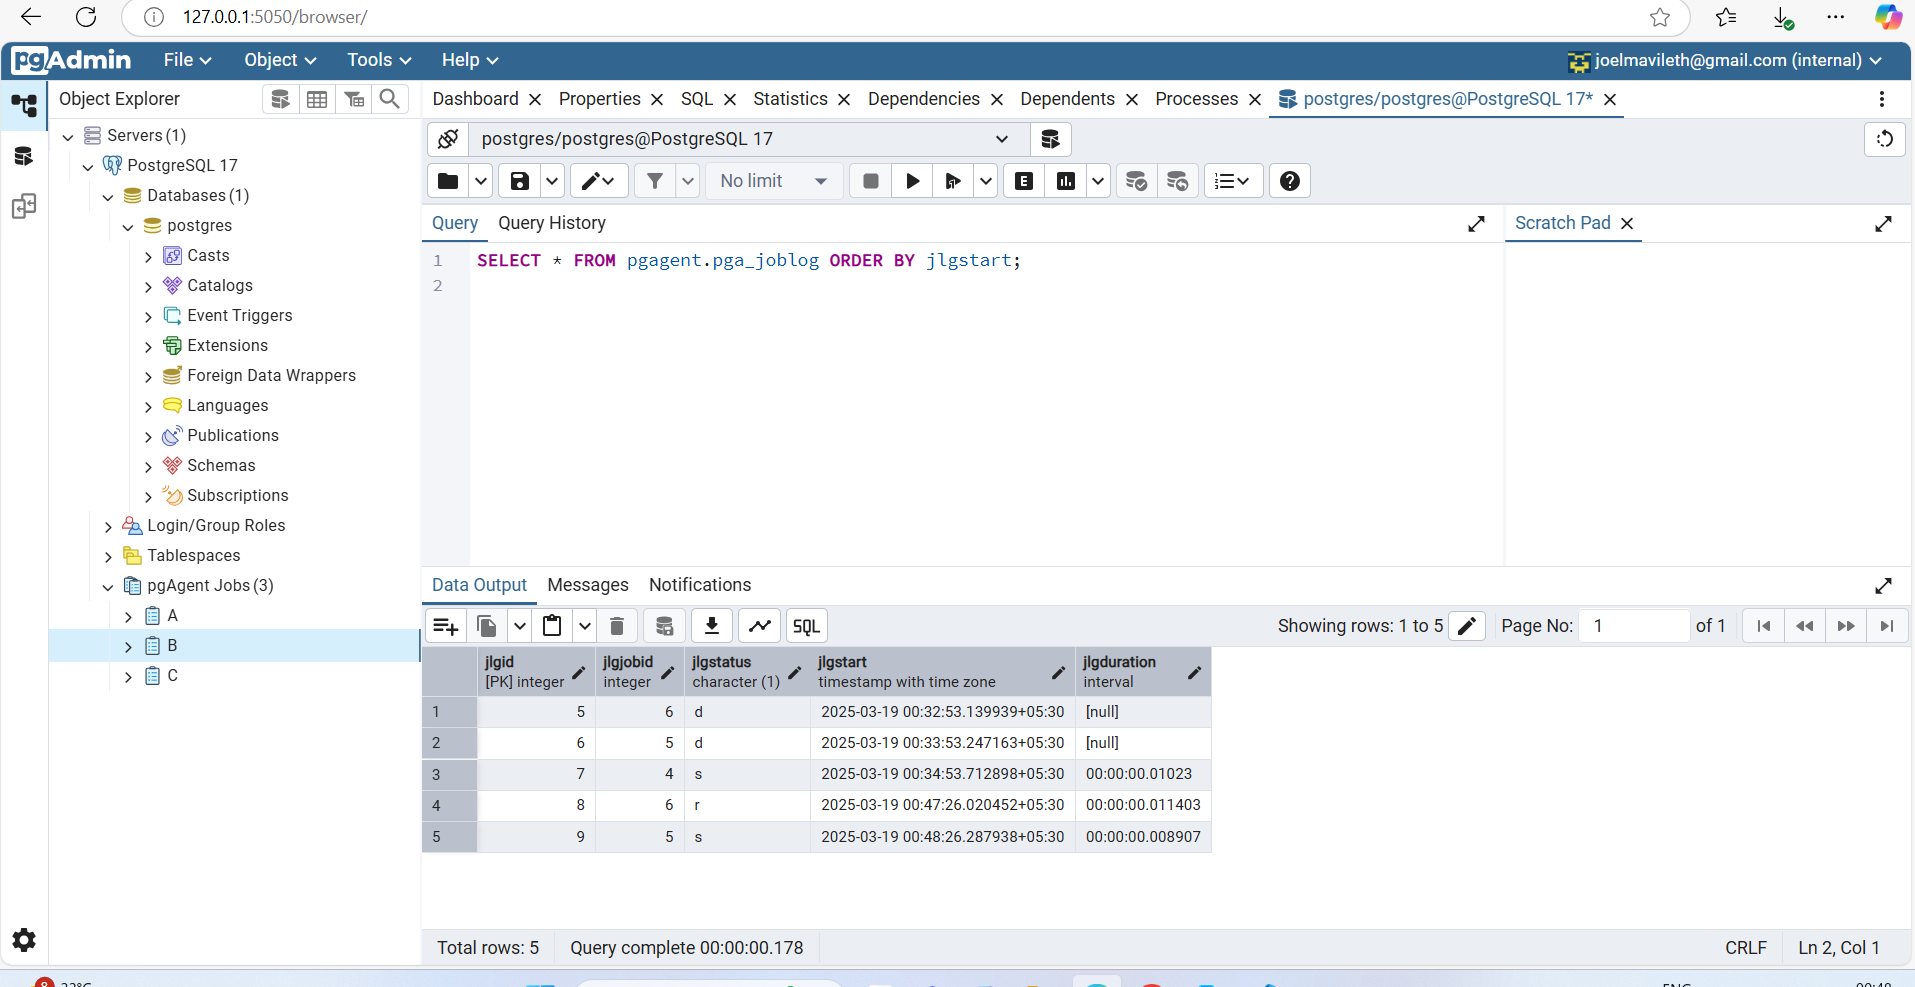 127.0.0.1:5050/browser/
pgAdmin File Object Tools Help joelmavileth@gmail.com (internal)
Object Explorer
Dashboard Properties SQL Statistics Dependencies Dependents Processes postgres/postgres@PostgreSQL 17*
Servers (1)
PostgreSQL 17
Databases (1)
postgres
Casts
Catalogs
Event Triggers
Extensions
Foreign Data Wrappers
Languages
Publications
Schemas
Subscriptions
Login/Group Roles
Tablespaces
pgAgent Jobs (3)
A
B
C
postgres/postgres@PostgreSQL 17
No limit
E
Query Query History
Scratch Pad
1 SELECT * FROM pgagent.pga_joblog ORDER BY jlgstart;
2
Data Output Messages Notifications
SQL Showing rows: 1 to 5 Page No: 1 of 1
jlgid jlgjobid jlgstatus jlgstart jlgduration
[PK] integer integer character (1) timestamp with time zone interval
1 5 6 d 2025-03-19 00:32:53.139939+05:30 [null]
2 6 5 d 2025-03-19 00:33:53.247163+05:30 [null]
3 7 4 s 2025-03-19 00:34:53.712898+05:30 00:00:00.01023
4 8 6 r 2025-03-19 00:47:26.020452+05:30 00:00:00.011403
5 9 5 s 2025-03-19 00:48:26.287938+05:30 00:00:00.008907
Total rows: 5 Query complete 00:00:00.178 CRLF Ln 2, Col 1